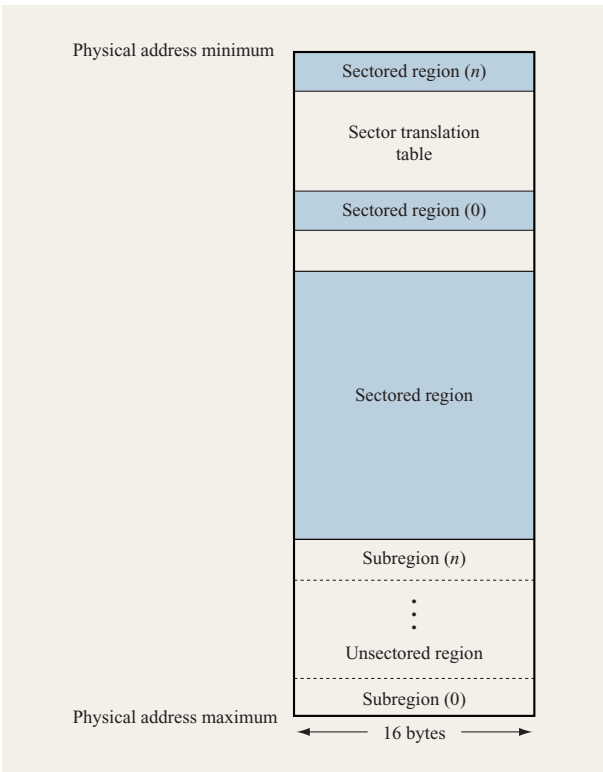 Physical address minimum
Sectored region (n)
Sector translation
table
Sectored region (0)
Sectored region
Subregion (n)
Unsectored region
Subregion (0)
Physical address maximum
16 bytes